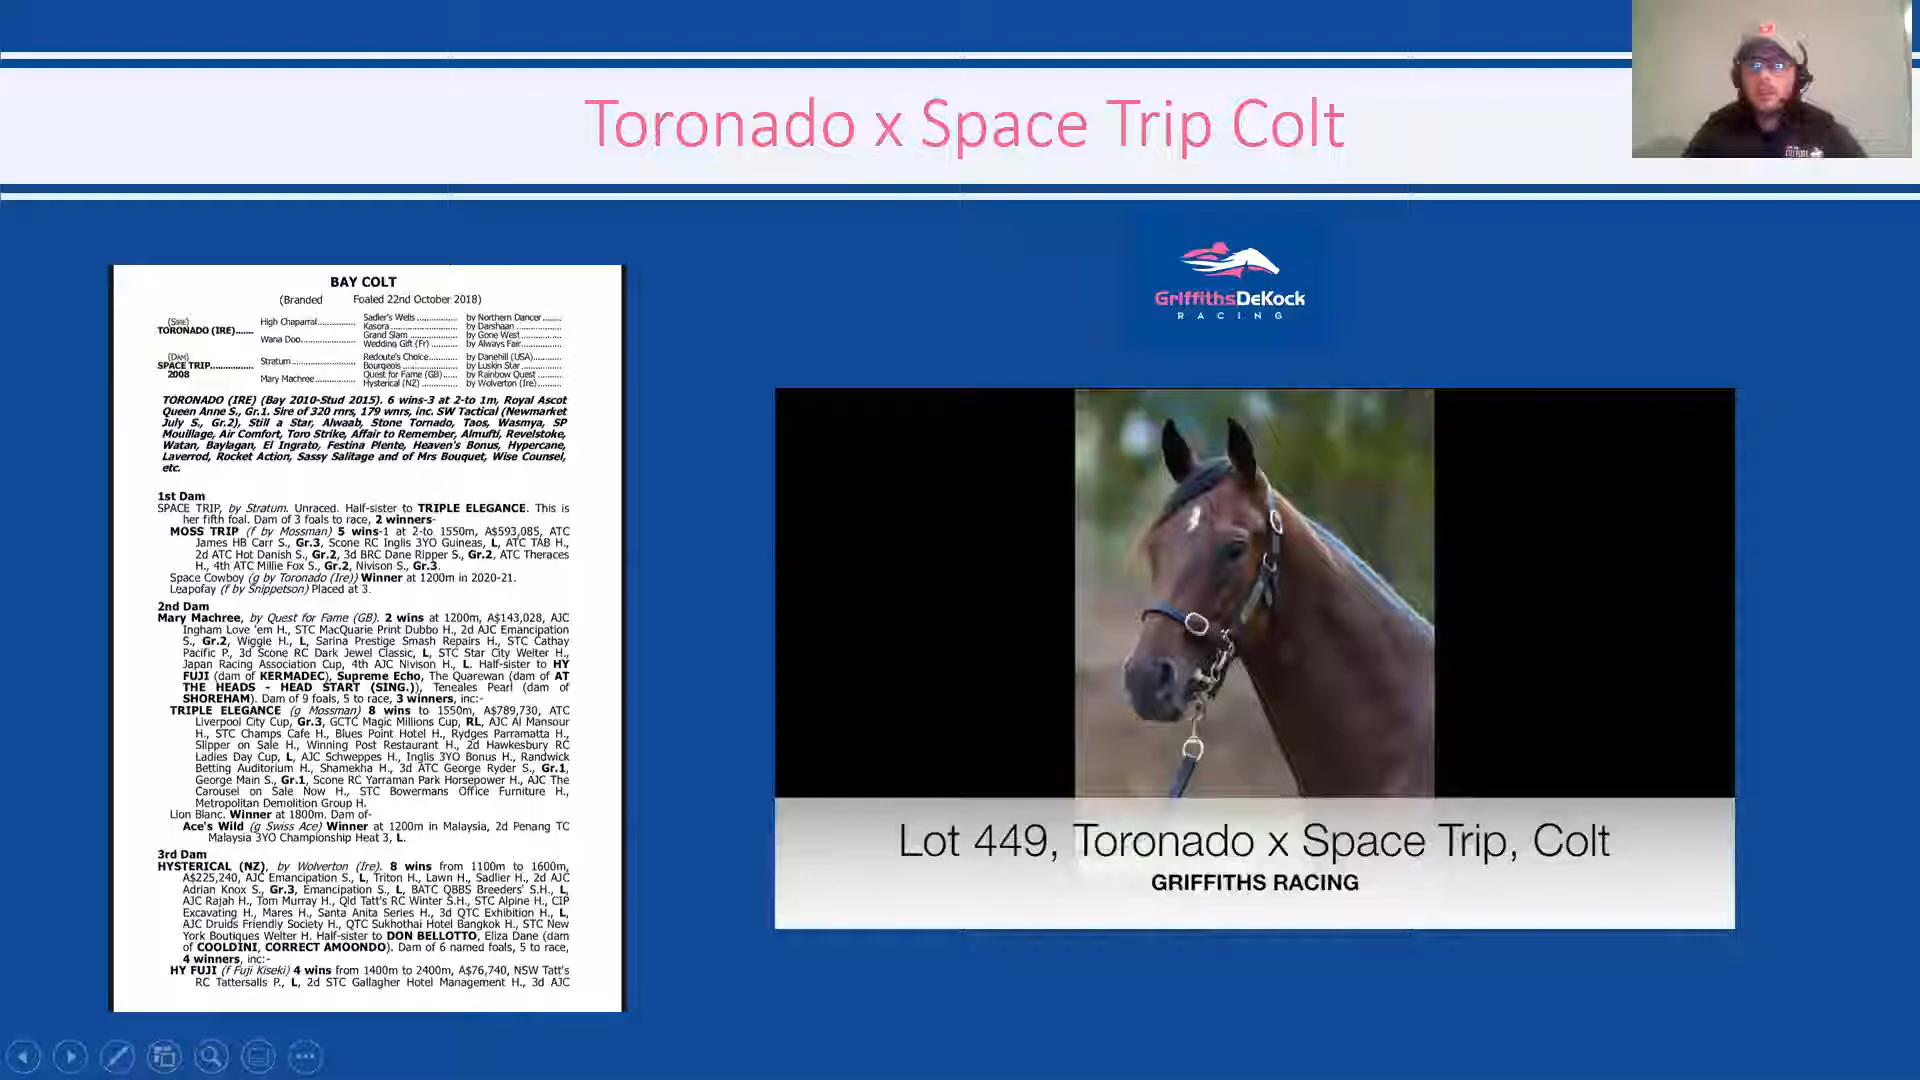 Toronado x Space Trip Colt
GriffithsDeKock
RACING
BAY COLT
(Branded Foaled 22nd October 2018)
(SIRE)
TORONADO (IRE)......
High Chaparral..............
Wana Doo....................
Sadler's Wells .............. by Northern Dancer.......
Kasora ......................... by Darshaan ................
Grand Slam ................. by Gone West...............
Wedding Gift (Fr) ......... by Always Fair..............
(DAM)
SPACE TRIP................
2008
Stratum.......................
Mary Machree ..............
Redoute's Choice.......... by Danehill (USA).........
Bourgeois .................... by Luskin Star..............
Quest for Fame (GB)..... by Rainbow Quest ........
Hysterical (NZ) ............. by Wolverton (Ire).........
TORONADO (IRE) (Bay 2010-Stud 2015). 6 wins-3 at 2-to 1m, Royal Ascot
Queen Anne S., Gr.1. Sire of 320 rnrs, 179 wnrs, inc. SW Tactical (Newmarket
July S., Gr.2), Still a Star, Alwaab, Stone Tornado, Taos, Wasmya, SP
Mouillage, Air Comfort, Toro Strike, Affair to Remember, Almufti, Revelstoke,
Watan, Baylagan, El Ingrato, Festina Plente, Heaven's Bonus, Hypercane,
Laverrod, Rocket Action, Sassy Salitage and of Mrs Bouquet, Wise Counsel,
etc.
1st Dam
SPACE TRIP, by Stratum. Unraced. Half-sister to TRIPLE ELEGANCE. This is
her fifth foal. Dam of 3 foals to race, 2 winners-
MOSS TRIP (f by Mossman) 5 wins-1 at 2-to 1550m, A$593,085, ATC
James HB Carr S., Gr.3, Scone RC Inglis 3YO Guineas, L, ATC TAB H.,
2d ATC Hot Danish S., Gr.2, 3d BRC Dane Ripper S., Gr.2, ATC Theraces
H., 4th ATC Millie Fox S., Gr.2, Nivison S., Gr.3.
Space Cowboy (g by Toronado (Ire)) Winner at 1200m in 2020-21.
Leapofay (f by Snippetson) Placed at 3.
2nd Dam
Mary Machree, by Quest for Fame (GB). 2 wins at 1200m, A$143,028, AJC
Ingham Love 'em H., STC MacQuarie Print Dubbo H., 2d AJC Emancipation
S., Gr.2, Wiggle H., L, Sarina Prestige Smash Repairs H., STC Cathay
Pacific P., 3d Scone RC Dark Jewel Classic, L, STC Star City Welter H.,
Japan Racing Association Cup, 4th AJC Nivison H., L. Half-sister to HY
FUJI (dam of KERMADEC), Supreme Echo, The Quarewan (dam of AT
THE HEADS - HEAD START (SING.)), Teneales Pearl (dam of
SHOREHAM). Dam of 9 foals, 5 to race, 3 winners, inc:-
TRIPLE ELEGANCE (g Mossman) 8 wins to 1550m, A$789,730, ATC
Liverpool City Cup, Gr.3, GCTC Magic Millions Cup, RL, AJC Al Mansour
H., STC Champs Cafe H., Blues Point Hotel H., Rydges Parramatta H.,
Slipper on Sale H., Winning Post Restaurant H., 2d Hawkesbury RC
Ladies Day Cup, L, AJC Schweppes H., Inglis 3YO Bonus H., Randwick
Betting Auditorium H., Shamekha H., 3d ATC George Ryder S., Gr.1,
George Main S., Gr.1, Scone RC Yarraman Park Horsepower H., AJC The
Carousel on Sale Now H., STC Bowermans Office Furniture H.,
Metropolitan Demolition Group H.
Lion Blanc. Winner at 1800m. Dam of-
Ace's Wild (g Swiss Ace) Winner at 1200m in Malaysia, 2d Penang TC
Malaysia 3YO Championship Heat 3, L.
3rd Dam
HYSTERICAL (NZ), by Wolverton (Ire). 8 wins from 1100m to 1600m,
A$225,240, AJC Emancipation S., L, Triton H., Lawn H., Sadlier H., 2d AJC
Adrian Knox S., Gr.3, Emancipation S., L, BATC QBBS Breeders' S.H., L,
AJC Rajah H., Tom Murray H., Qld Tatt's RC Winter S.H., STC Alpine H., CIP
Excavating H., Mares H., Santa Anita Series H., 3d QTC Exhibition H., L,
AJC Druids Friendly Society H., QTC Sukhothai Hotel Bangkok H., STC New
York Boutiques Welter H. Half-sister to DON BELLOTTO, Eliza Dane (dam
of COOLDINI, CORRECT AMOONDO). Dam of 6 named foals, 5 to race,
4 winners, inc:-
HY FUJI (f Fuji Kiseki) 4 wins from 1400m to 2400m, A$76,740, NSW Tatt's
RC Tattersalls P., L, 2d STC Gallagher Hotel Management H., 3d AJC
Lot 449, Toronado x Space Trip, Colt
GRIFFITHS RACING